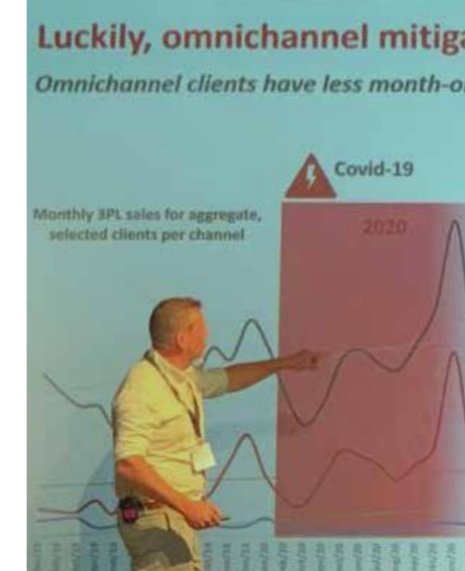 Luckily, omnichannel mitiga
Omnichannel clients have less month-o
Covid-19
Monthly 3PL sales for aggregate,
selected clients per channel
2020